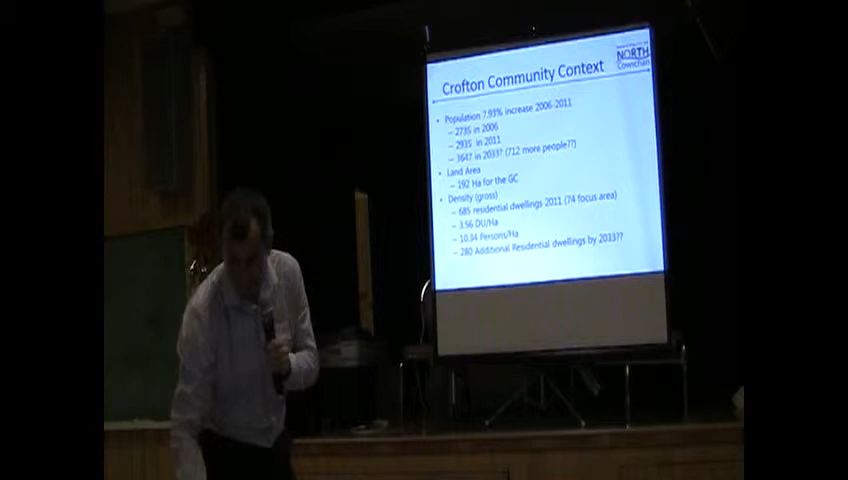 NORTH
Cowichan
Crofton Community Context
• Population 7.93% increase 2006-2011
– 2735 in 2006
– 2935 in 2011
– 3647 in 2033? (712 more people??)
• Land Area
– 192 Ha for the GC
• Density (gross)
– 685 residential dwellings 2011 (74 focus area)
– 3.56 DU/Ha
– 10.34 Persons/Ha
– 280 Additional Residential dwellings by 2033??